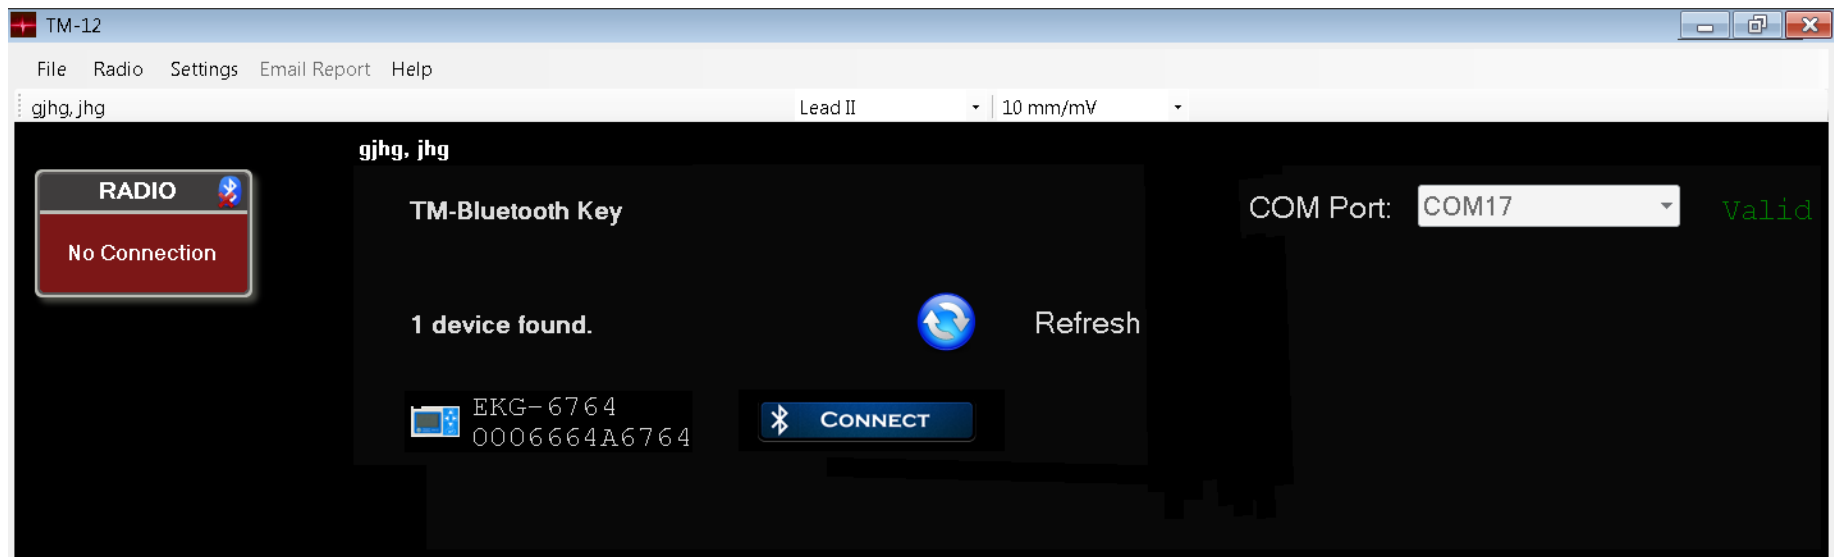 TM-12
File Radio Settings Email Report Help
gjhg, jhg Lead II 10 mm/mV
gjhg, jhg
RADIO
No Connection
TM-Bluetooth Key
COM Port: COM17 Valid
1 device found. Refresh
EKG-6764
0006664A6764
CONNECT